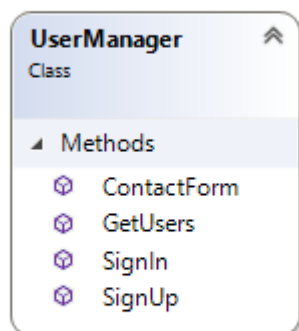 UserManager
Class
Methods
ContactForm
GetUsers
SignIn
SignUp